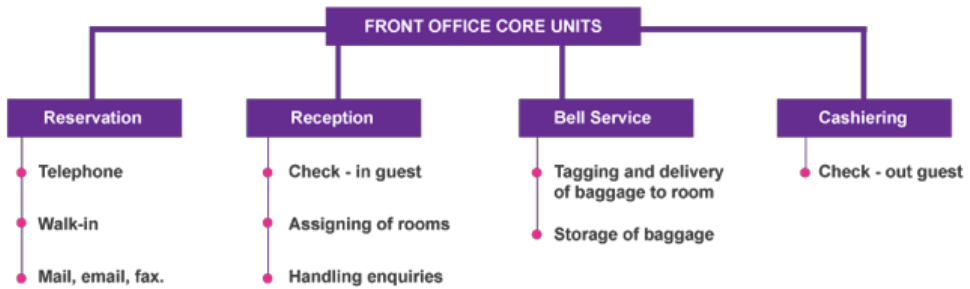 FRONT OFFICE CORE UNITS
Reservation
Telephone
Walk-in
Mail, email, fax.
Reception
Check - in guest
Assigning of rooms
Handling enquiries
Bell Service
Tagging and delivery
of baggage to room
Storage of baggage
Cashiering
Check - out guest